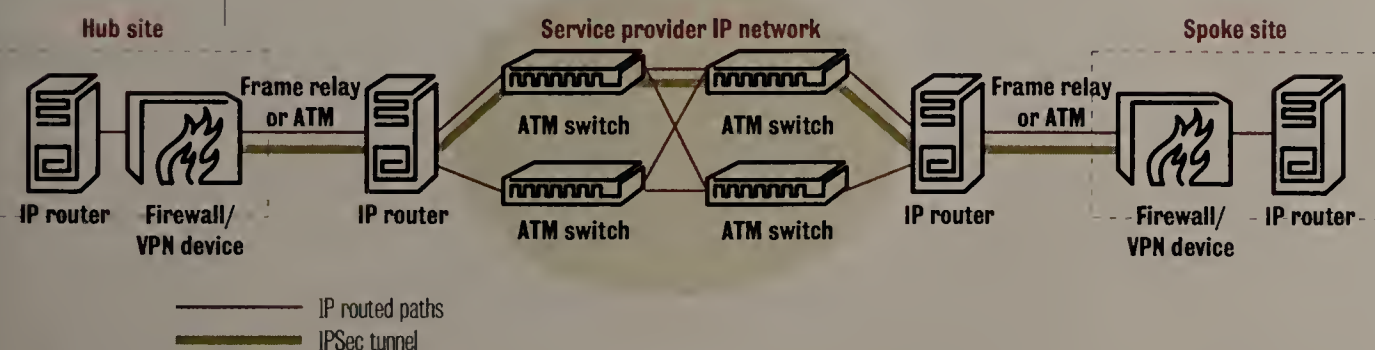 Hub site
Service provider IP network
Spoke site
Frame relay
or ATM
Frame relay
or ATM
ATM switch
ATM switch
IP router
Firewall/
VPN device
IP router
ATM switch
ATM switch
IP router
Firewall/
VPN device
IP router
IP routed paths
IPSec tunnel